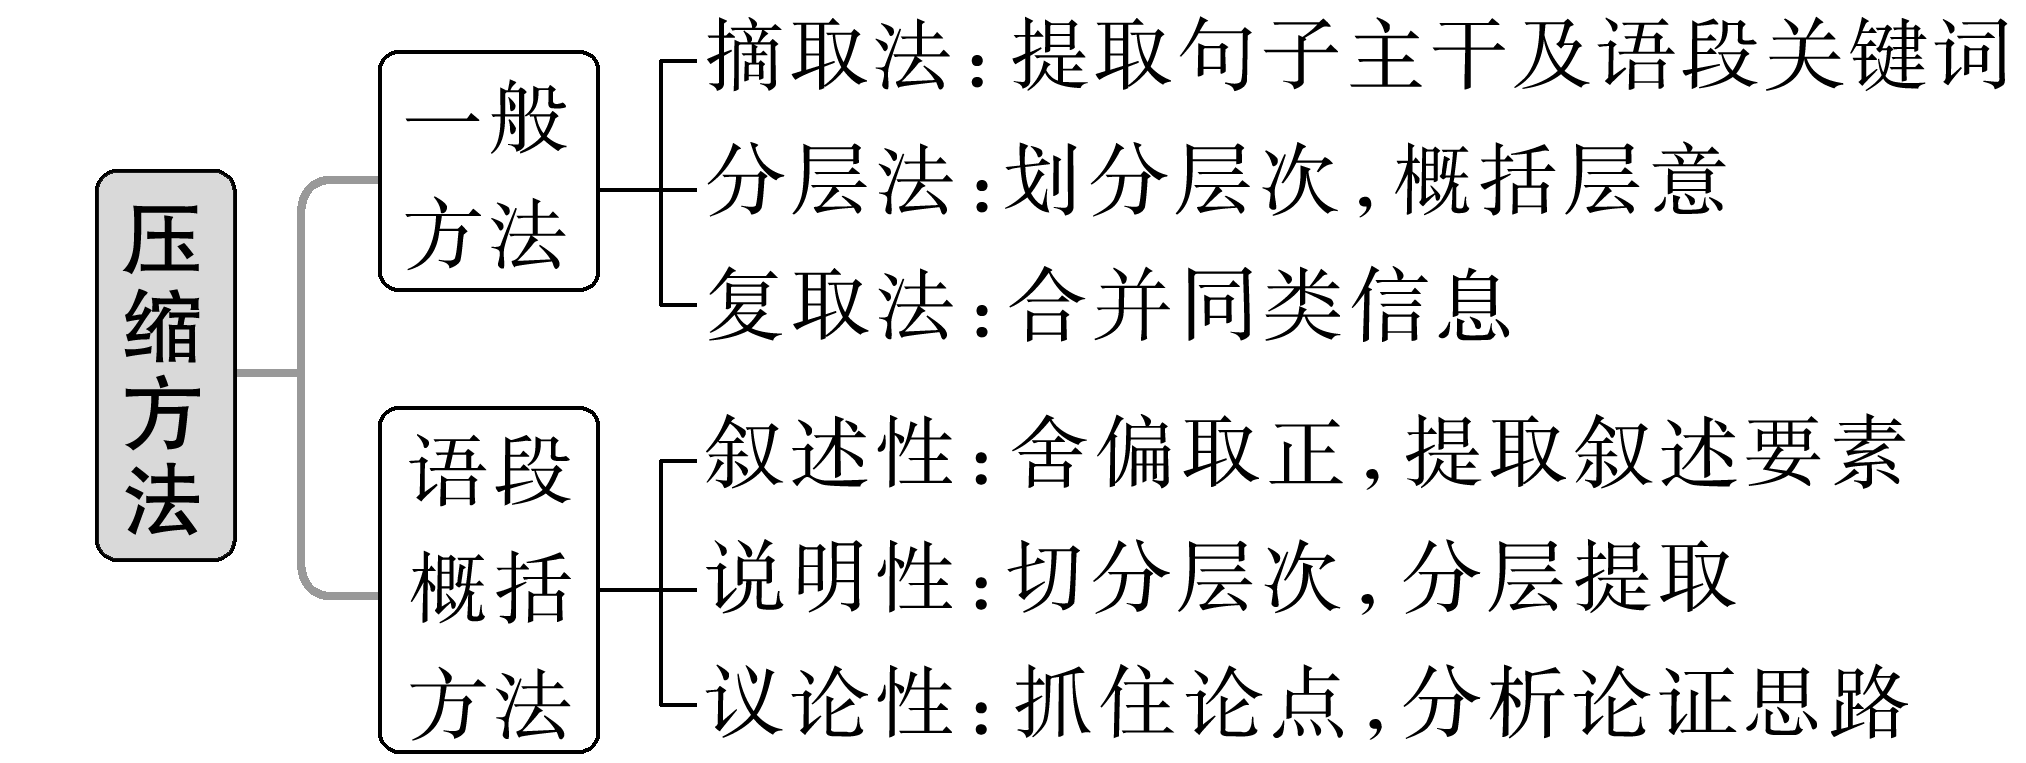 压缩方法
一般
方法
摘取法:提取句子主干及语段关键词
分层法:划分层次,概括层意
复取法:合并同类信息
语段
概括
方法
叙述性:舍偏取正,提取叙述要素
说明性:切分层次,分层提取
议论性:抓住论点,分析论证思路